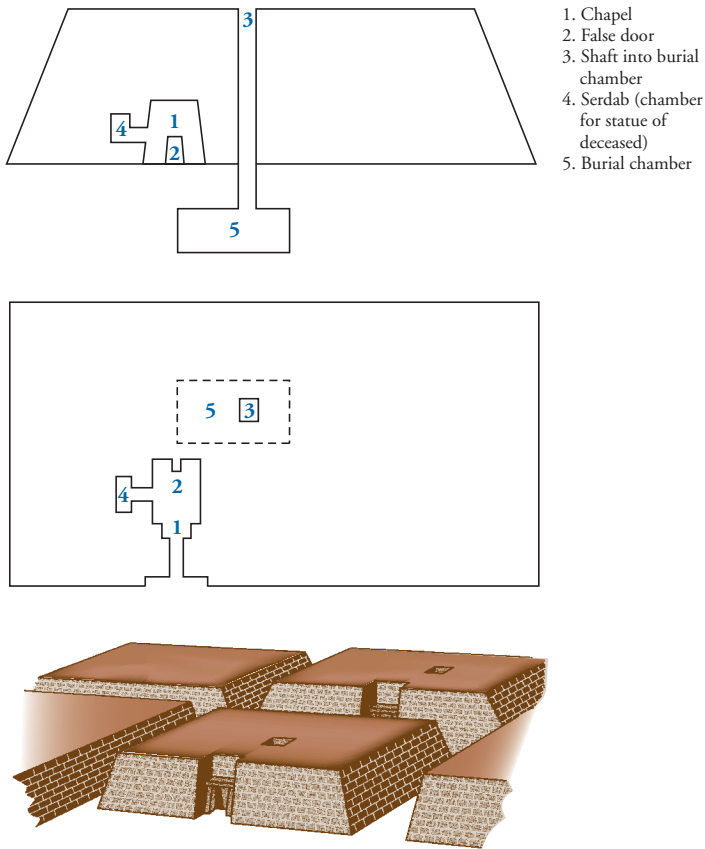 3
1
4
2
5
1. Chapel
2. False door
3. Shaft into burial
chamber
4. Serdab (chamber
for statue of
deceased)
5. Burial chamber
5
3
4
2
1